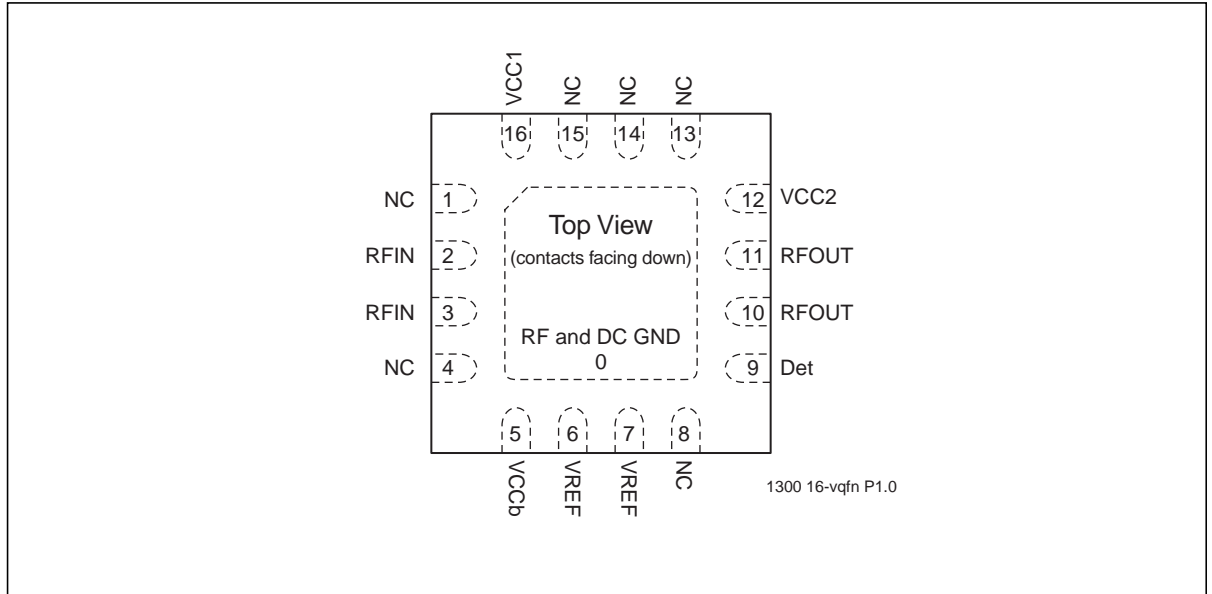 VCC1 NC NC NC
16 15 14 13
NC 1 12 VCC2
Top View
RFIN 2 (contacts facing down) 11 RFOUT
RFIN 3 10 RFOUT
RF and DC GND
NC 4 0 9 Det
5 6 7 8
VCCb VREF VREF NC
1300 16-vqfn P1.0